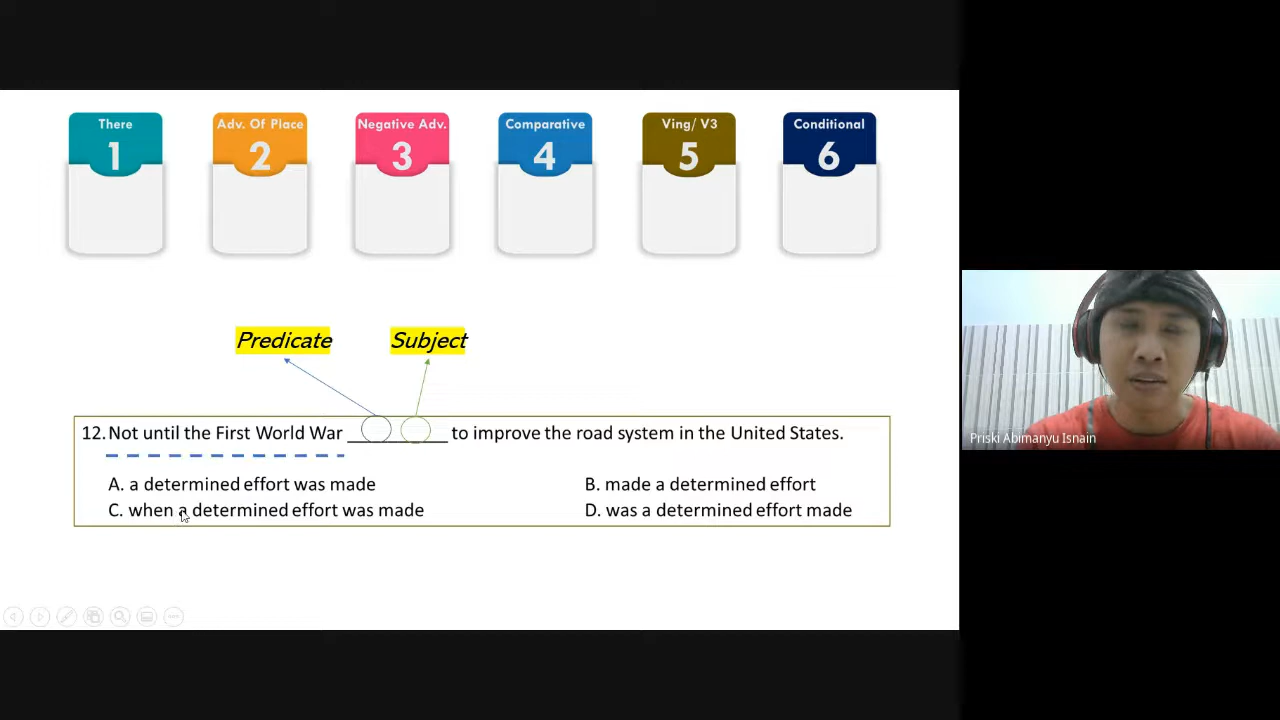 There
1
Adv. Of Place
2
Negative Adv.
3
Comparative
4
Ving/ V3
5
Conditional
6
Predicate
Subject
12. Not until the First World War __________ to improve the road system in the United States.
A. a determined effort was made
B. made a determined effort
C. when a determined effort was made
D. was a determined effort made
Priski Abimanyu Isnain